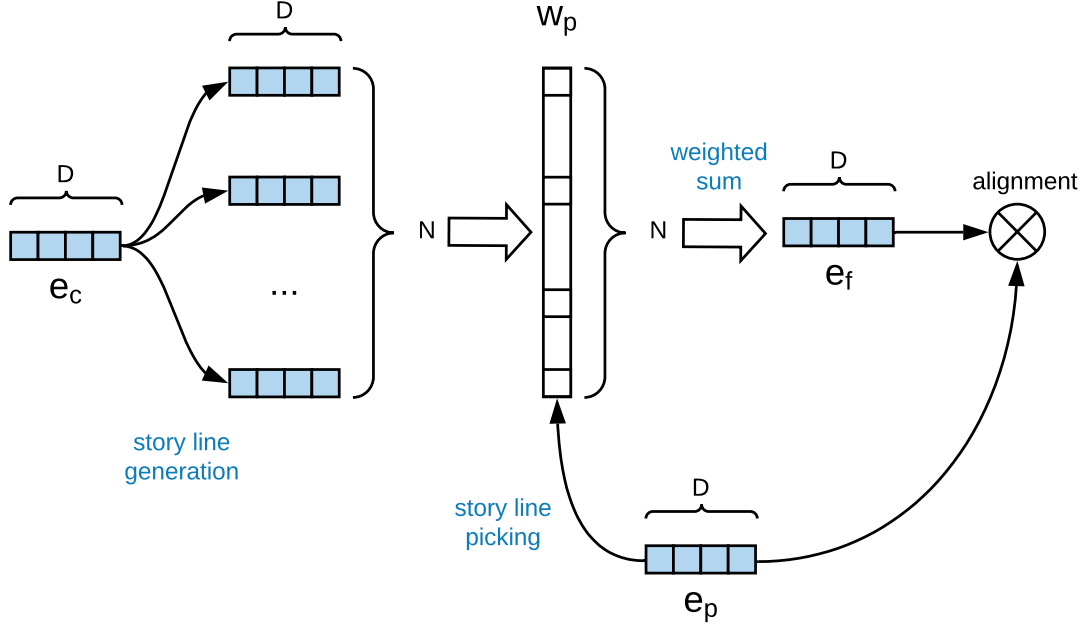 D
w_p
D
weighted
sum
D
alignment
N
N
e_c
e_f
...
story line
generation
story line
picking
D
e_p